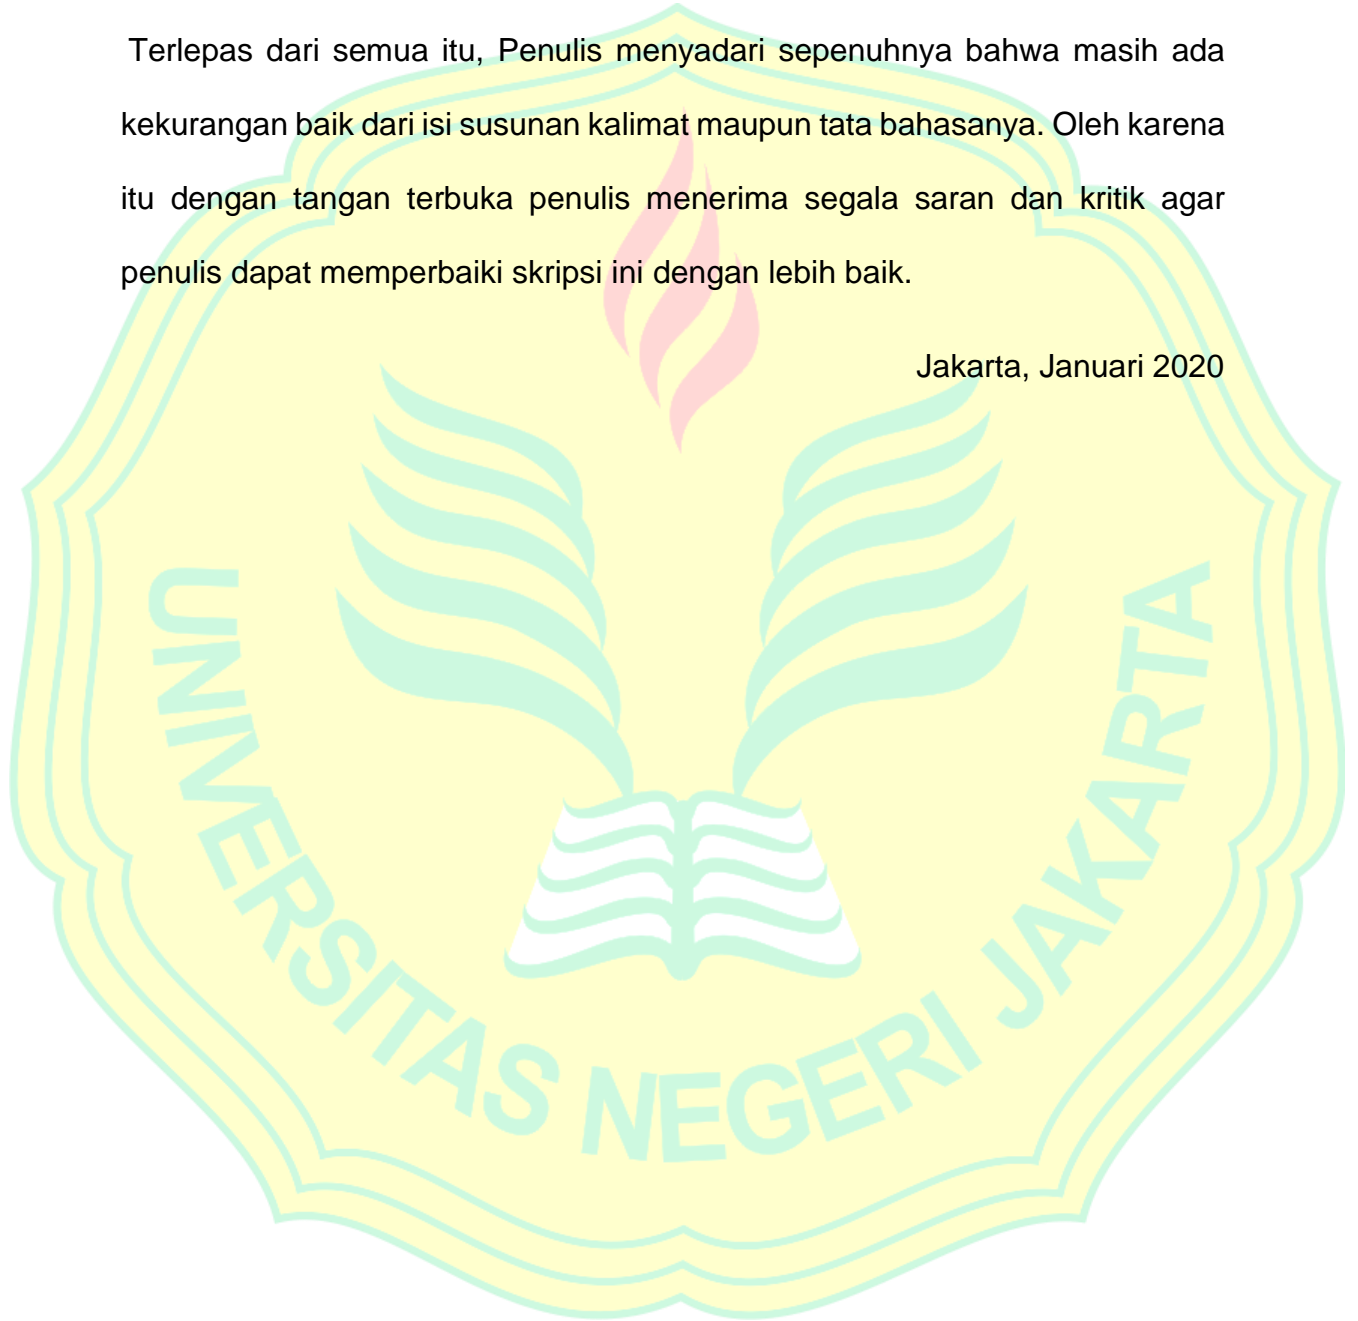 Terlepas dari semua itu, Penulis menyadari sepenuhnya bahwa masih ada
kekurangan baik dari isi susunan kalimat maupun tata bahasanya. Oleh karena
itu dengan tangan terbuka penulis menerima segala saran dan kritik agar
penulis dapat memperbaiki skripsi ini dengan lebih baik.
Jakarta, Januari 2020
UNIVERSITAS NEGERI JAKARTA